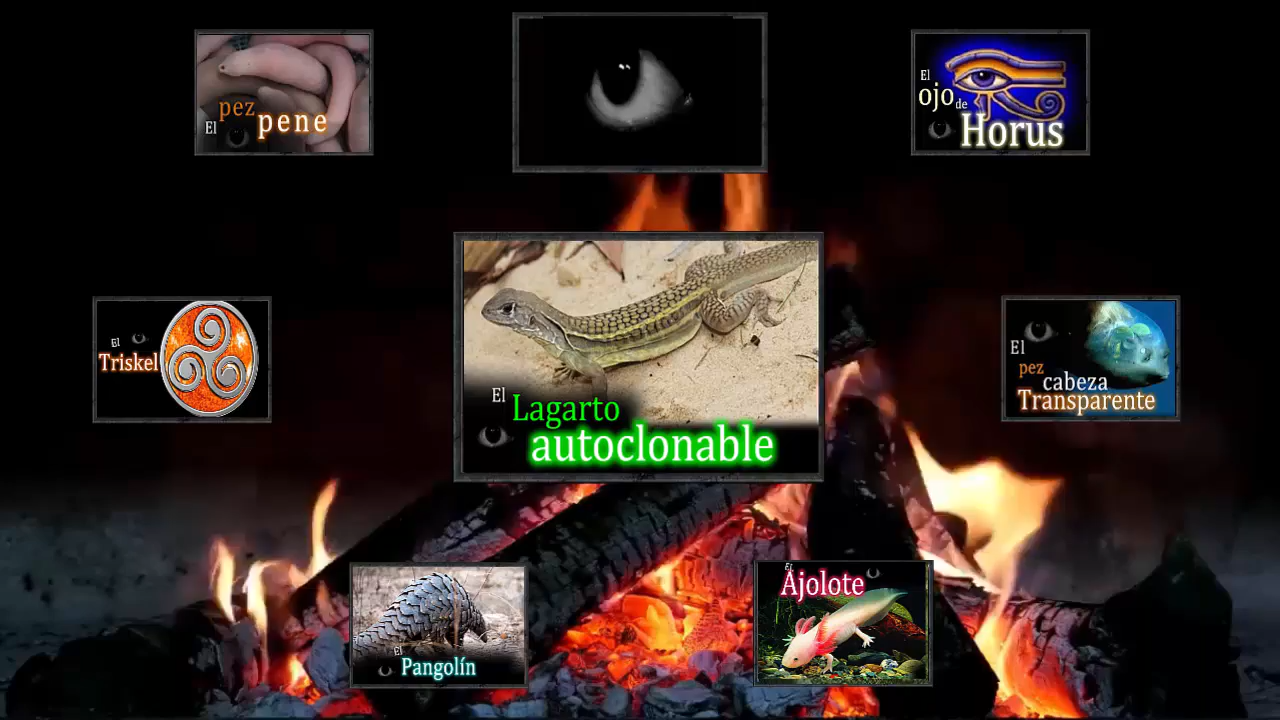 El pez
pene
El
ojo de
Horus
El
Triskel
El
Lagarto
autoclonable
El
pez
cabeza
Transparente
El
Pangolín
El
Ajolote